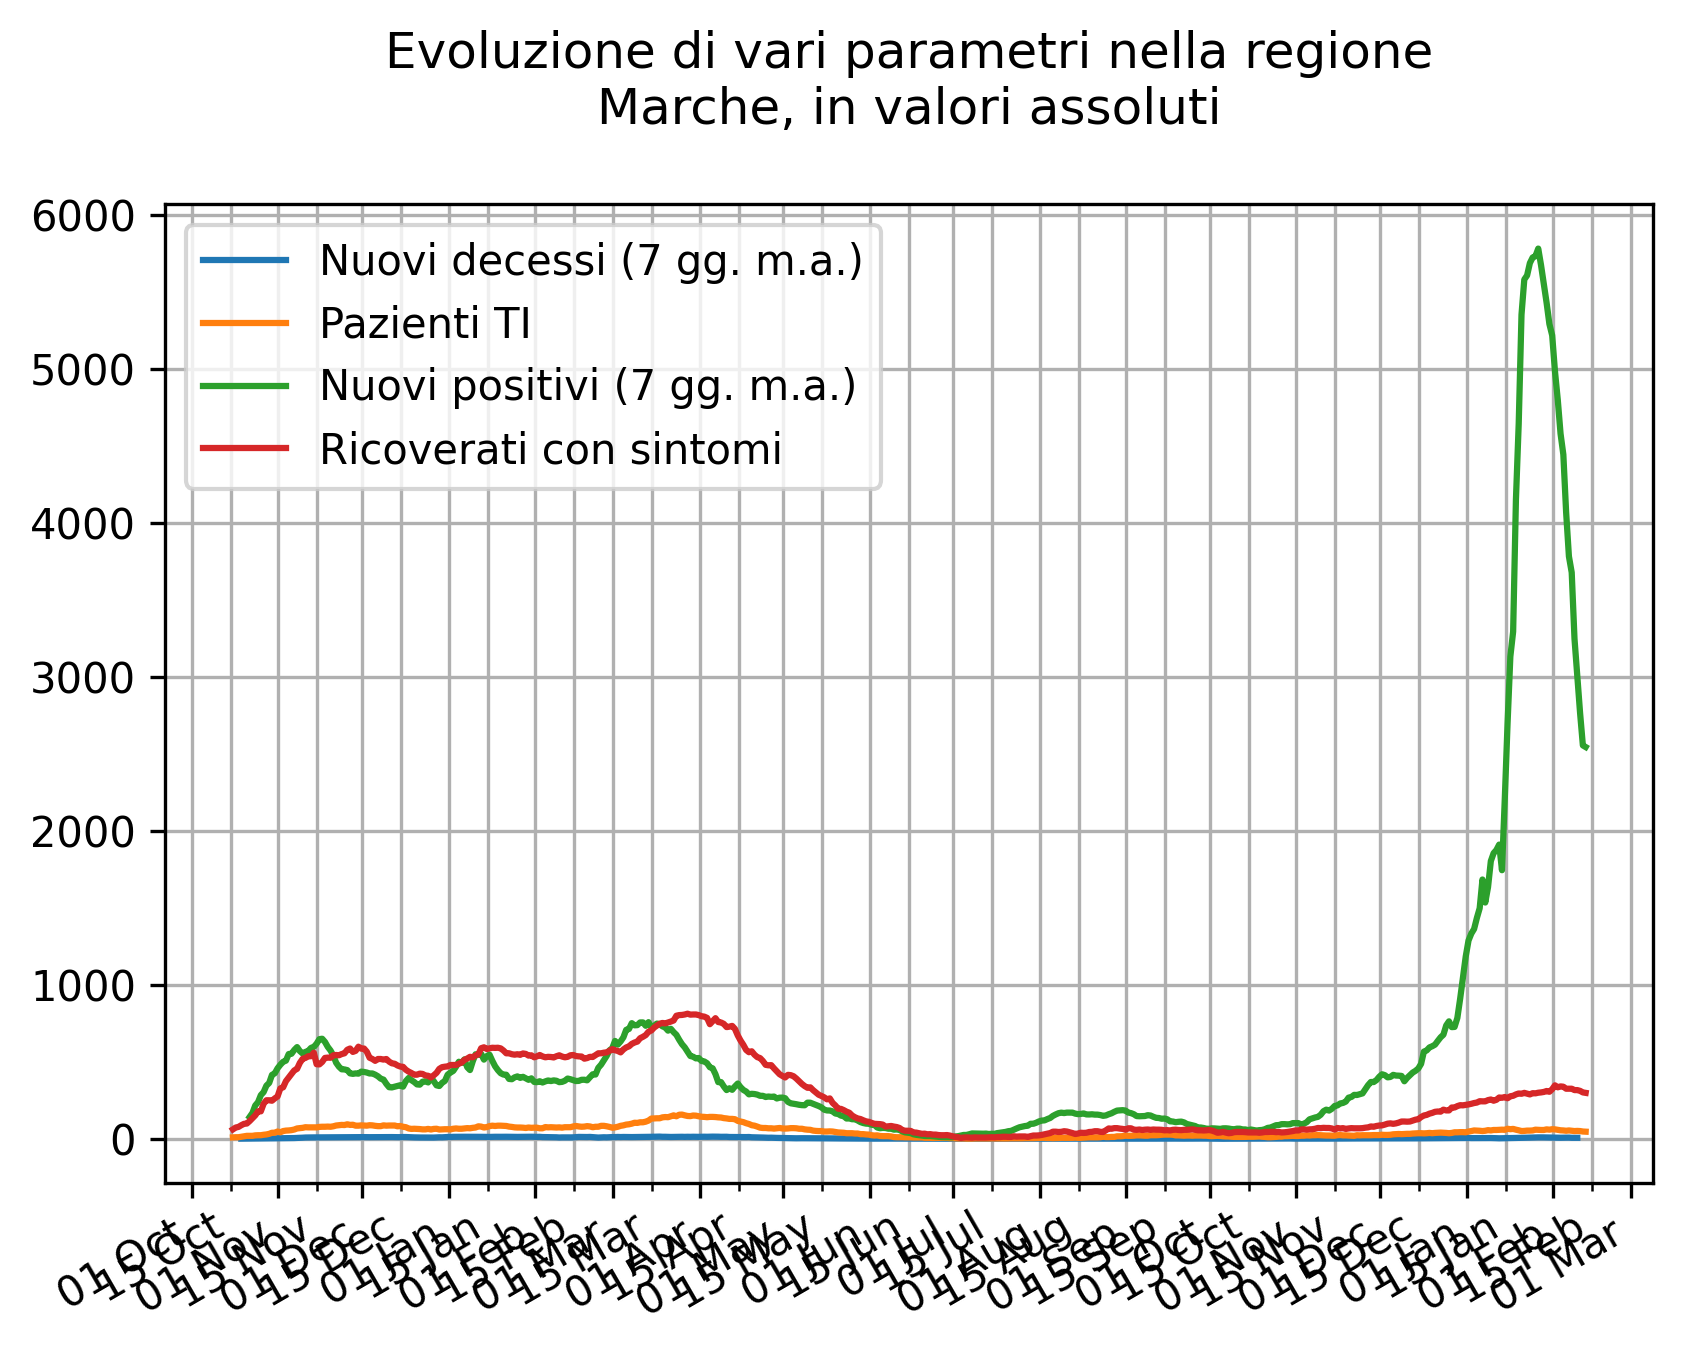 Evoluzione di vari parametri nella regione
Marche, in valori assoluti
6000
5000
4000
3000
2000
1000
0
Nuovi decessi (7 gg. m.a.)
Pazienti TI
Nuovi positivi (7 gg. m.a.)
Ricoverati con sintomi
01 Oct
15 Oct
01 Nov
15 Nov
01 Dec
15 Dec
01 Jan
15 Jan
01 Feb
15 Feb
01 Mar
15 Mar
01 Apr
15 Apr
01 May
15 May
01 Jun
15 Jun
01 Jul
15 Jul
01 Aug
15 Aug
01 Sep
15 Sep
01 Oct
15 Oct
01 Nov
15 Nov
01 Dec
15 Dec
01 Jan
15 Jan
01 Feb
15 Feb
01 Mar